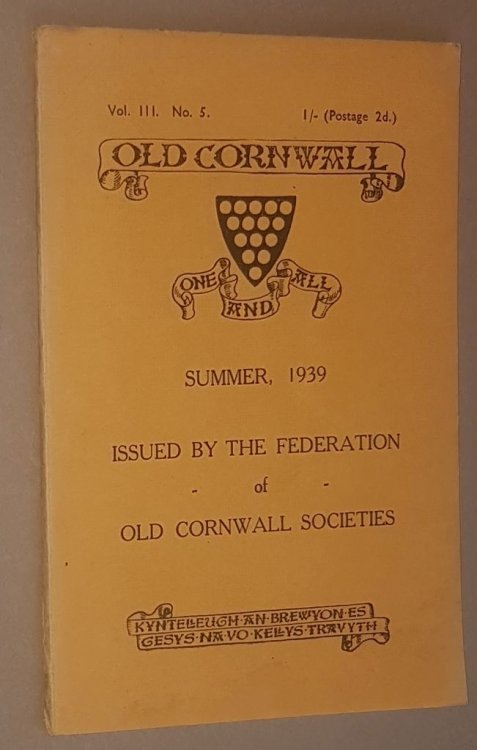 Vol. III. No. 5. 1/- (Postage 2d.)
OLD CORNWALL
ONE AND ALL
SUMMER, 1939
ISSUED BY THE FEDERATION
- of -
OLD CORNWALL SOCIETIES
KYNTELLEUGH·AN·BREWYON·ES
GESYS·NA·VO·KELLYS·TRAVYTH